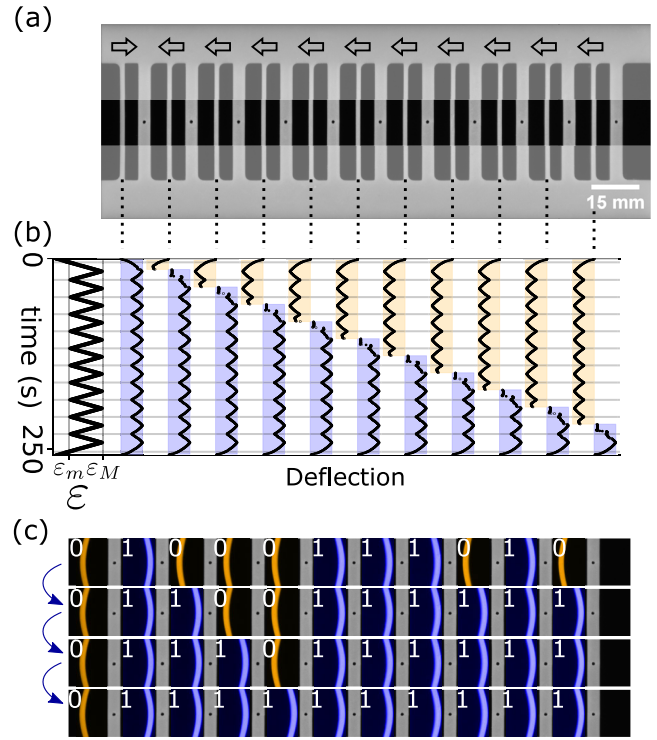 (a)
15 mm
(b)
0
time (s)
250
εm εM
ε
Deflection
(c)
0 1 0 0 0 1 1 1 0 1 0
0 1 1 0 0 1 1 1 1 1 1
0 1 1 1 0 1 1 1 1 1 1
0 1 1 1 1 1 1 1 1 1 1